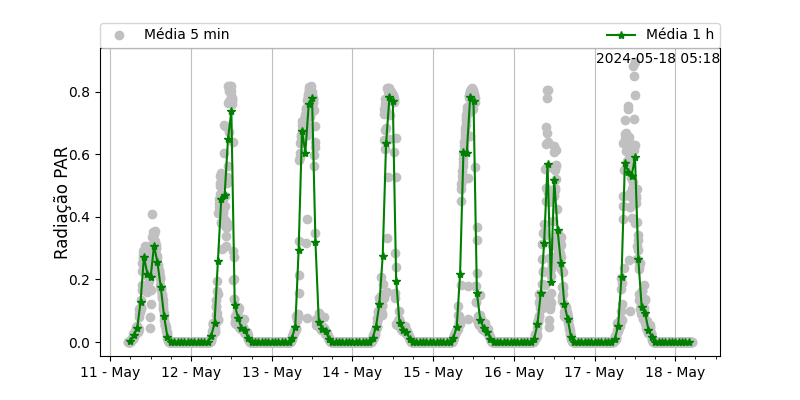 Média 5 min
Média 1 h
2024-05-18 05:18
Radiação PAR
0.8
0.6
0.4
0.2
0.0
11 - May
12 - May
13 - May
14 - May
15 - May
16 - May
17 - May
18 - May